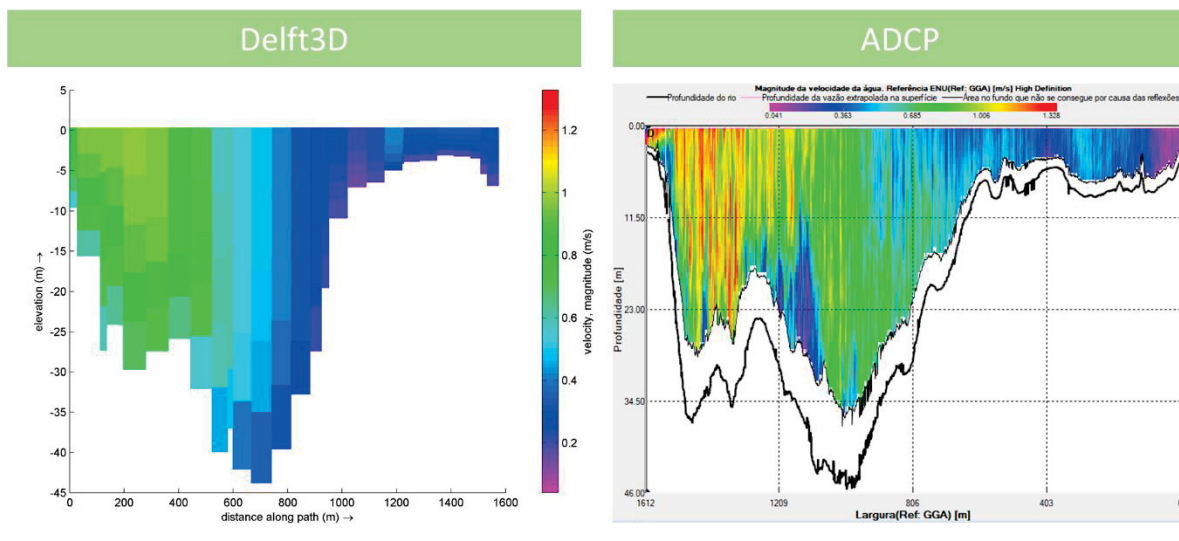 Delft3D
ADCP
5
0
-5
-10
-15
-20
-25
-30
-35
-40
-45
elevation (m) →
0
200
400
600
800
1000
1200
1400
1600
distance along path (m) →
1.2
1
0.8
0.6
0.4
0.2
velocity, magnitude (m/s)
Magnitude da velocidade da água. Referência ENU(Ref: GGA) [m/s] High Definition
Profundidade do rio
Profundidade da vazão extrapolada na superfície
Área no fundo que não se consegue por causa das reflexões
0.041 0.363 0.685 1.006 1.328
0.00
11.50
23.00
34.50
46.00
Profundidade [m]
1612 1209 806 403
Largura(Ref: GGA) [m]